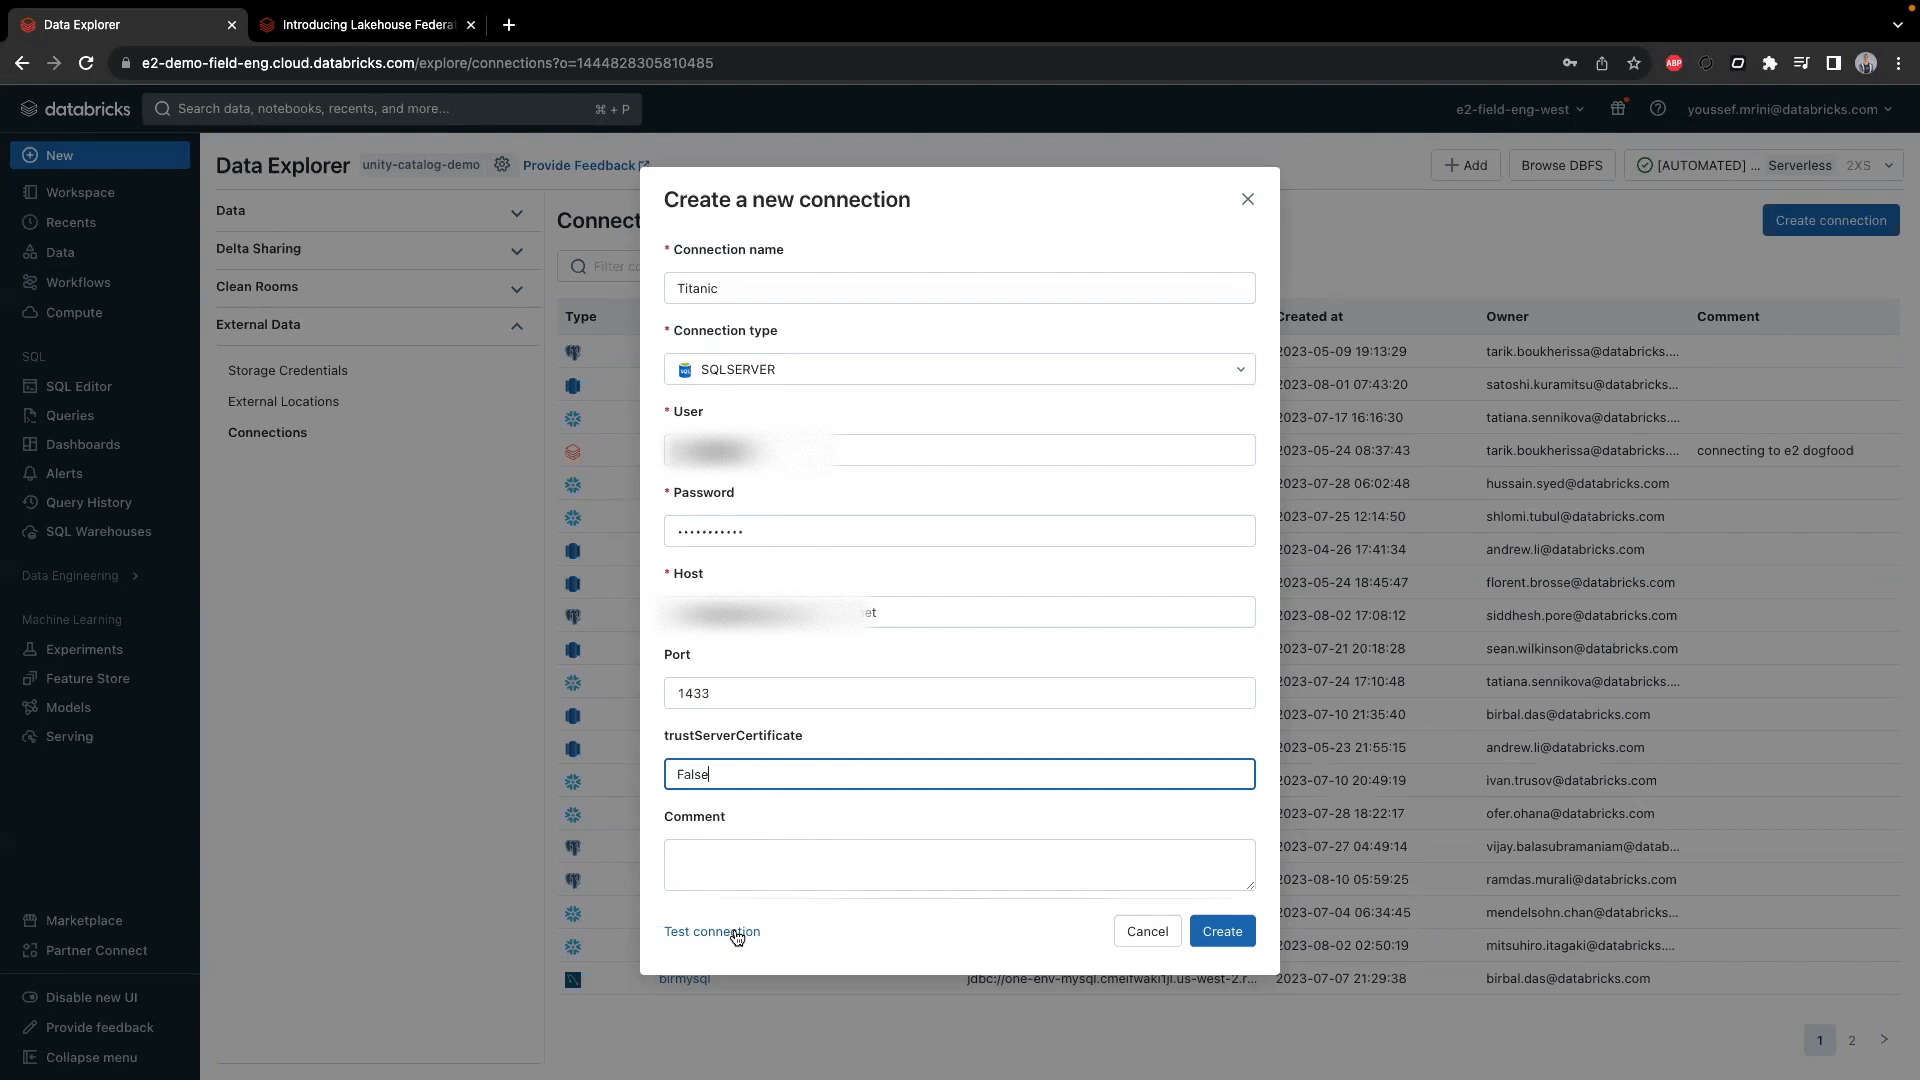 Data Explorer
Introducing Lakehouse Federat
e2-demo-field-eng.cloud.databricks.com/explore/connections?o=1444828305810485
ABP
databricks
Search data, notebooks, recents, and more...
⌘ + P
e2-field-eng-west
youssef.mrini@databricks.com
New
Workspace
Recents
Data
Workflows
Compute
SQL
SQL Editor
Queries
Dashboards
Alerts
Query History
SQL Warehouses
Data Engineering
Machine Learning
Experiments
Feature Store
Models
Serving
Marketplace
Partner Connect
Disable new UI
Provide feedback
Collapse menu
Data Explorer
unity-catalog-demo
Provide Feedback
+ Add
Browse DBFS
[AUTOMATED] ... Serverless 2XS
Data
Delta Sharing
Clean Rooms
External Data
Storage Credentials
External Locations
Connections
Connect
Create connection
Filter co
Type
Created at
Owner
Comment
2023-05-09 19:13:29 tarik.boukherissa@databricks....
2023-08-01 07:43:20 satoshi.kuramitsu@databricks...
2023-07-17 16:16:30 tatiana.sennikova@databricks....
2023-05-24 08:37:43 tarik.boukherissa@databricks.... connecting to e2 dogfood
2023-07-28 06:02:48 hussain.syed@databricks.com
2023-07-25 12:14:50 shlomi.tubul@databricks.com
2023-04-26 17:41:34 andrew.li@databricks.com
2023-05-24 18:45:47 florent.brosse@databricks.com
2023-08-02 17:08:12 siddhesh.pore@databricks.com
2023-07-21 20:18:28 sean.wilkinson@databricks.com
2023-07-24 17:10:48 tatiana.sennikova@databricks....
2023-07-10 21:35:40 birbal.das@databricks.com
2023-05-23 21:55:15 andrew.li@databricks.com
2023-07-10 20:49:19 ivan.trusov@databricks.com
2023-07-28 18:22:17 ofer.ohana@databricks.com
2023-07-27 04:49:14 vijay.balasubramaniam@datab...
2023-08-10 05:59:25 ramdas.murali@databricks.com
2023-07-04 06:34:45 mendelsohn.chan@databricks...
2023-08-02 02:50:19 mitsuhiro.itagaki@databricks....
birmysql jdbc://one-env-mysql.cmeifwaki1jl.us-west-2.r... 2023-07-07 21:29:38 birbal.das@databricks.com
1 2
Create a new connection
* Connection name
Titanic
* Connection type
SQL SQLSERVER
* User
* Password
* Host
et
Port
1433
trustServerCertificate
False
Comment
Test connection
Cancel
Create